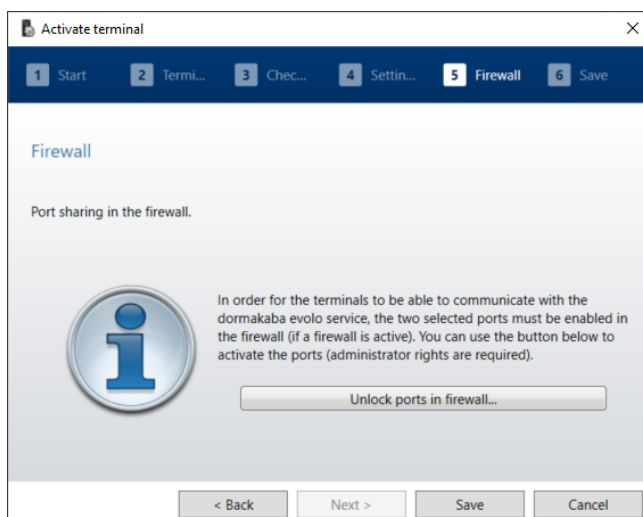 Activate terminal
1 Start 2 Termi... 3 Chec... 4 Settin... 5 Firewall 6 Save
Firewall
Port sharing in the firewall.
In order for the terminals to be able to communicate with the
dormakaba evolo service, the two selected ports must be enabled in
the firewall (if a firewall is active). You can use the button below to
activate the ports (administrator rights are required).
Unlock ports in firewall...
< Back Next > Save Cancel